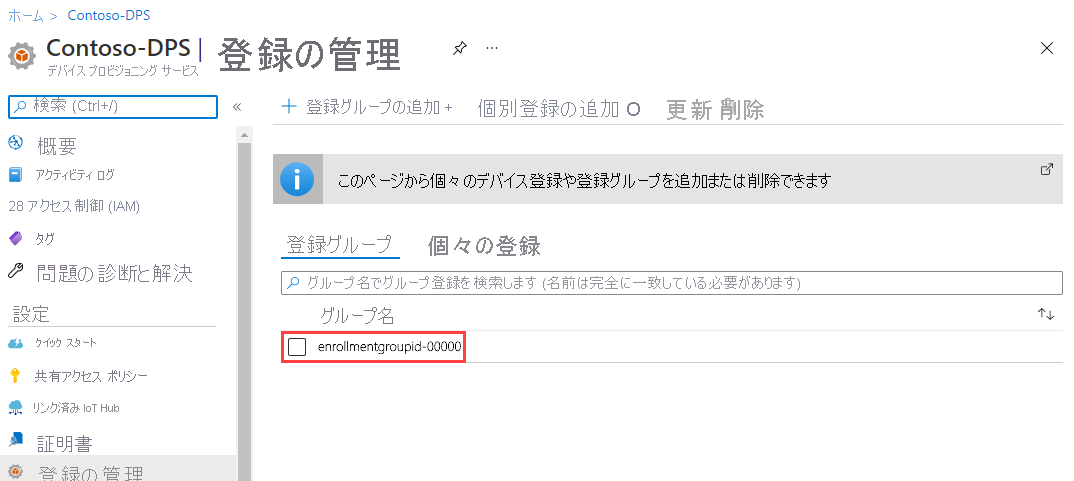 ホーム > Contoso-DPS
Contoso-DPS | 登録の管理
デバイス プロビジョニング サービス
検索 (Ctrl+/)
概要
アクティビティ ログ
28 アクセス制御 (IAM)
タグ
問題の診断と解決
設定
クイック スタート
共有アクセス ポリシー
リンク済み IoT Hub
証明書
登録の管理
+ 登録グループの追加 + 個別登録の追加 O 更新 削除
このページから個々のデバイス登録や登録グループを追加または削除できます
登録グループ 個々の登録
グループ名でグループ登録を検索します (名前は完全に一致している必要があります)
グループ名
enrollmentgroupid-00000